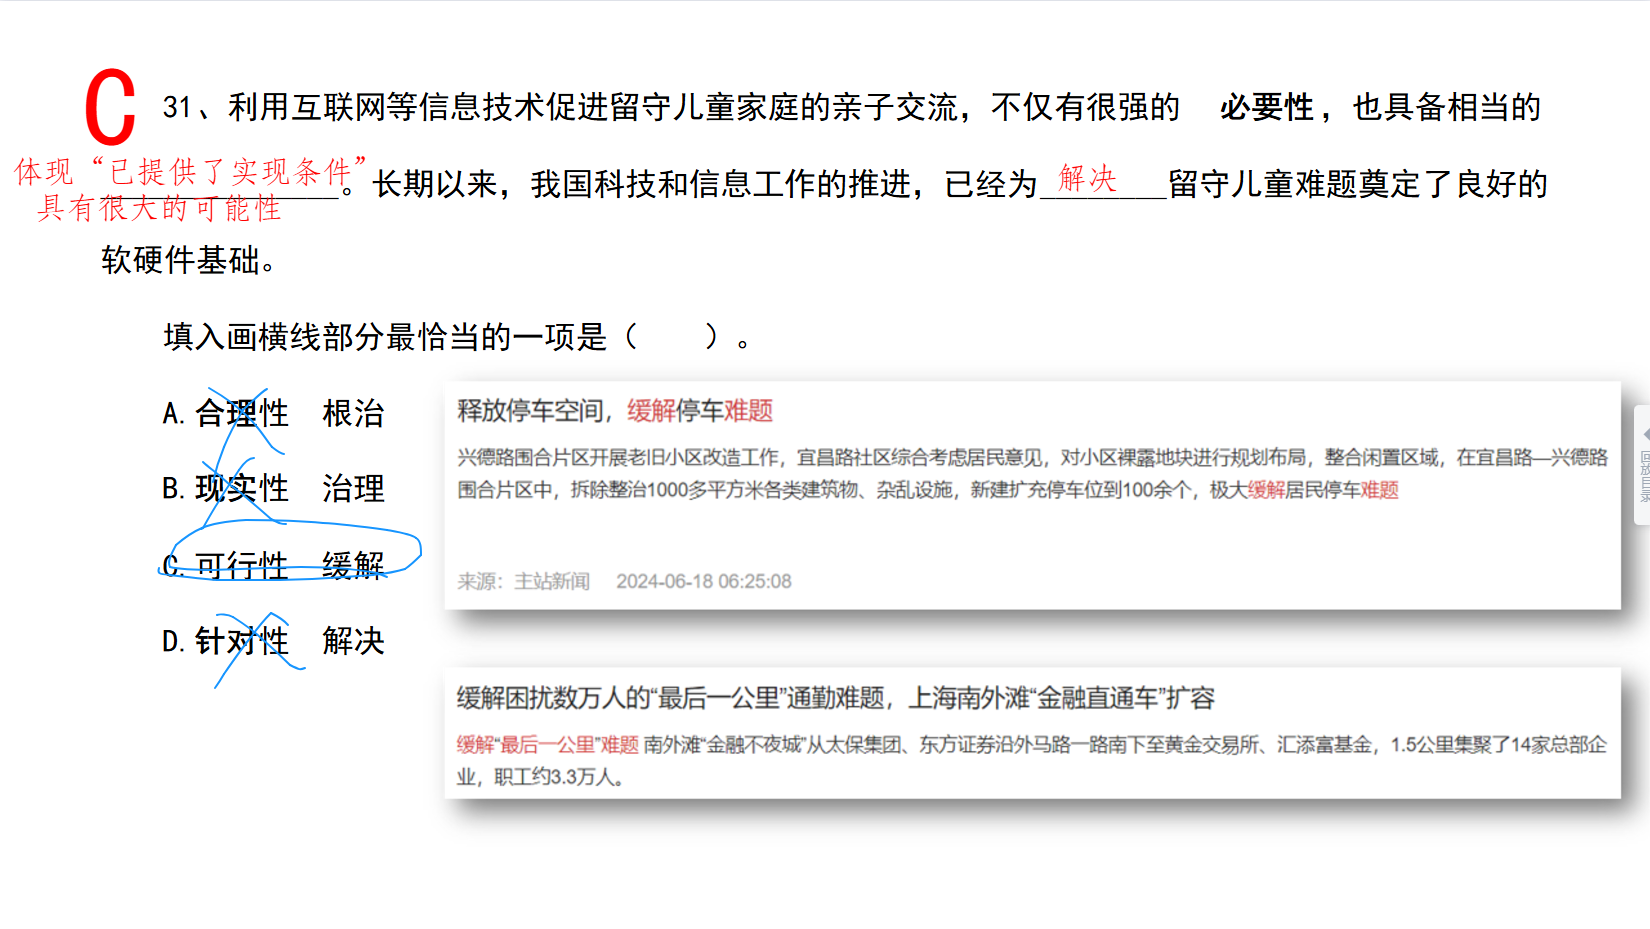 C
31、利用互联网等信息技术促进留守儿童家庭的亲子交流，不仅有很强的 必要性，也具备相当的
体现“已提供了实现条件”
具有很大的可能性
________。长期以来，我国科技和信息工作的推进，已经为 解决 留守儿童难题奠定了良好的
软硬件基础。
填入画横线部分最恰当的一项是（ ）。
A.合理性 根治
B.现实性 治理
C.可行性 缓解
D.针对性 解决
释放停车空间，缓解停车难题
兴德路围合片区开展老旧小区改造工作，宜昌路社区综合考虑居民意见，对小区裸露地块进行规划布局，整合闲置区域，在宜昌路—兴德路
围合片区中，拆除整治1000多平方米各类建筑物、杂乱设施，新建扩充停车位到100余个，极大缓解居民停车难题
来源：主站新闻 2024-06-18 06:25:08
缓解困扰数万人的“最后一公里”通勤难题，上海南外滩“金融直通车”扩容
缓解“最后一公里”难题 南外滩“金融不夜城”从太保集团、东方证券沿外马路一路南下至黄金交易所、汇添富基金，1.5公里集聚了14家总部企
业，职工约3.3万人。
回放目录